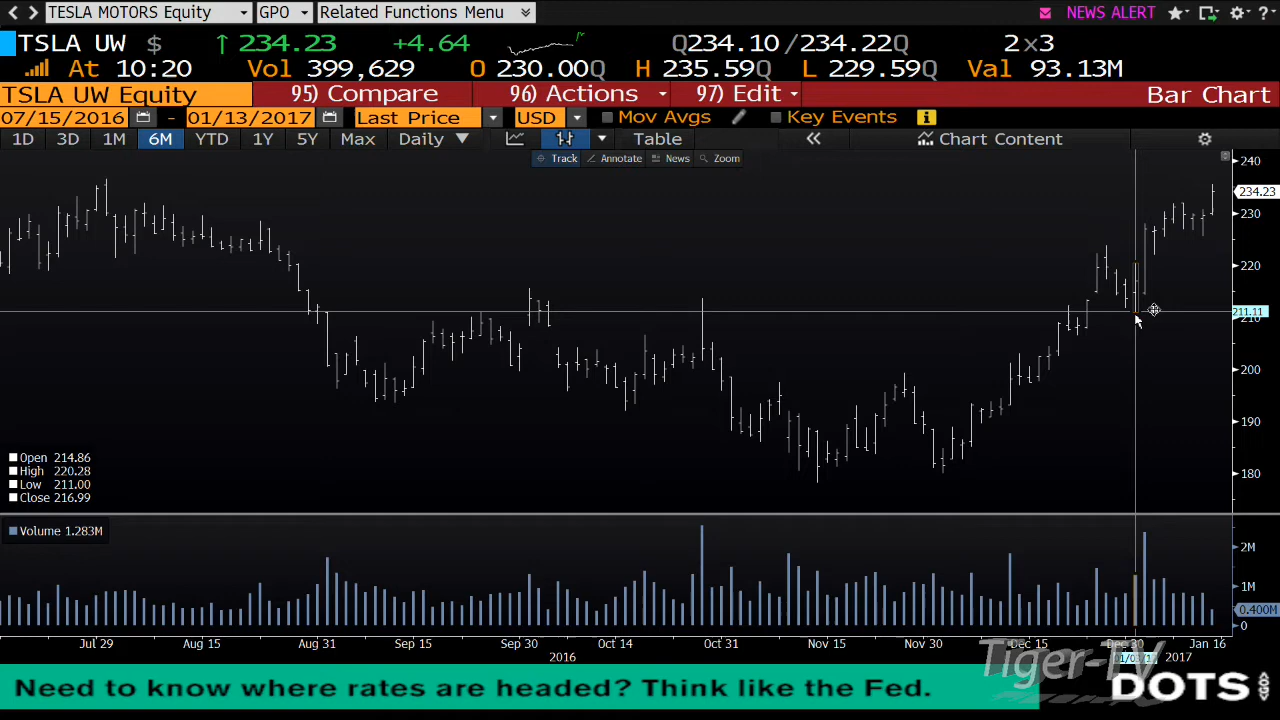 TESLA MOTORS Equity GPO Related Functions Menu NEWS ALERT ?
TSLA UW $ ↑ 234.23 +4.64 Q234.10 /234.22Q 2×3
At 10:20 Vol 399,629 O 230.00Q H 235.59Q L 229.59Q Val 93.13M
TSLA UW Equity 95) Compare 96) Actions 97) Edit Bar Chart
07/15/2016 - 01/13/2017 Last Price USD Mov Avgs Key Events i
1D 3D 1M 6M YTD 1Y 5Y Max Daily Table « Chart Content
Track Annotate News Zoom
240
234.23
230
220
211.11
210
200
190
180
Open 214.86
High 220.28
Low 211.00
Close 216.99
Volume 1.283M
2M
1M
0.400M
0
Jul 29 Aug 15 Aug 31 Sep 15 Sep 30 Oct 14 Oct 31 Nov 15 Nov 30 Dec 15 Dec 30 Jan 16
2016 01/03/17 2017
Tiger-TV
Need to know where rates are headed? Think like the Fed.
DOTS